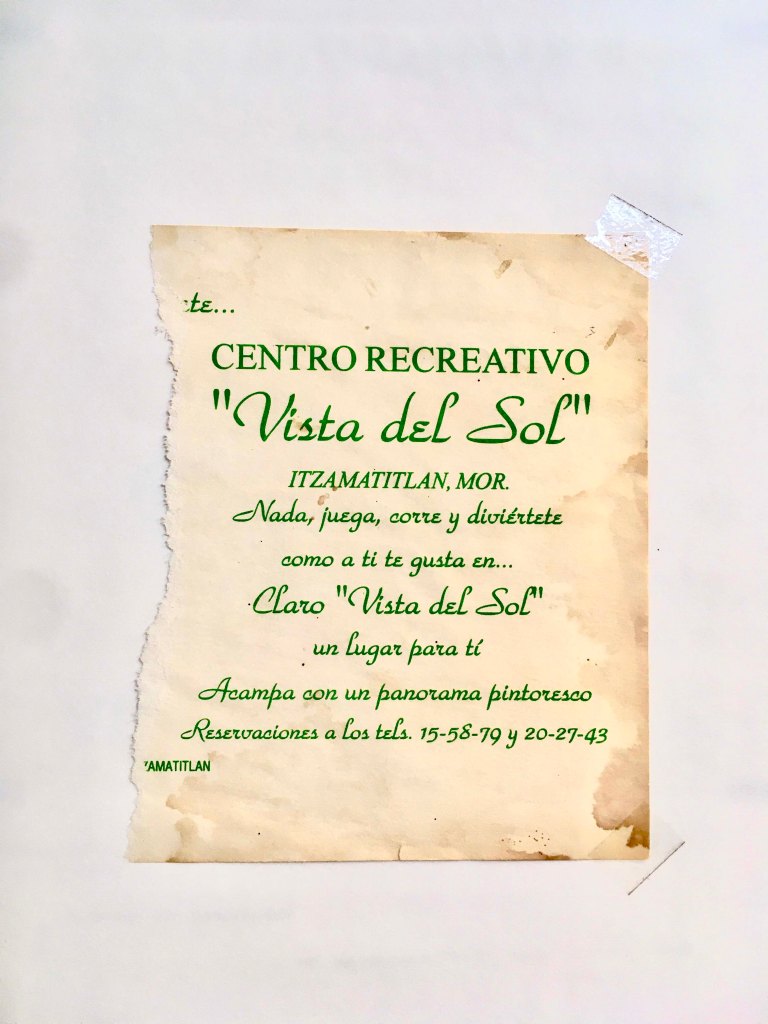 te...
CENTRO RECREATIVO
"Vista del Sol"
ITZAMATITLAN, MOR.
Nada, juega, corre y diviértete
como a ti te gusta en...
Claro "Vista del Sol"
un lugar para tí
Acampa con un panorama pintoresco
Reservaciones a los tels. 15-58-79 y 20-27-43
ZAMATITLAN